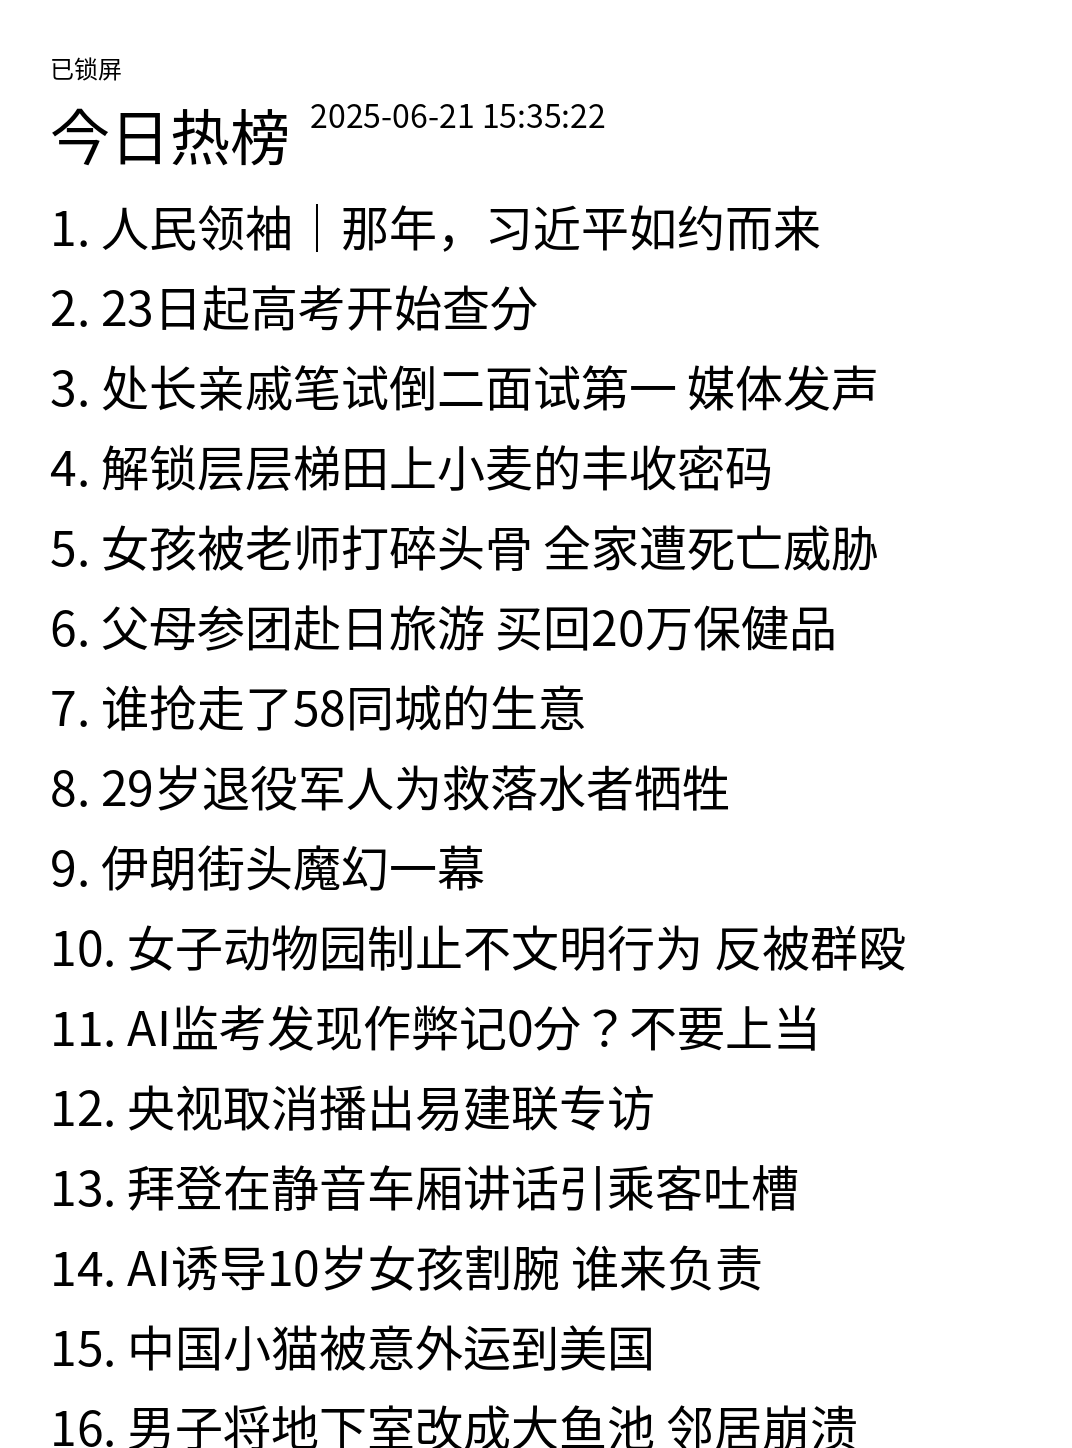 已锁屏
今日热榜 2025-06-21 15:35:22
1. 人民领袖｜那年，习近平如约而来
2. 23日起高考开始查分
3. 处长亲戚笔试倒二面试第一 媒体发声
4. 解锁层层梯田上小麦的丰收密码
5. 女孩被老师打碎头骨 全家遭死亡威胁
6. 父母参团赴日旅游 买回20万保健品
7. 谁抢走了58同城的生意
8. 29岁退役军人为救落水者牺牲
9. 伊朗街头魔幻一幕
10. 女子动物园制止不文明行为 反被群殴
11. AI监考发现作弊记0分？不要上当
12. 央视取消播出易建联专访
13. 拜登在静音车厢讲话引乘客吐槽
14. AI诱导10岁女孩割腕 谁来负责
15. 中国小猫被意外运到美国
16. 男子将地下室改成大鱼池 邻居崩溃